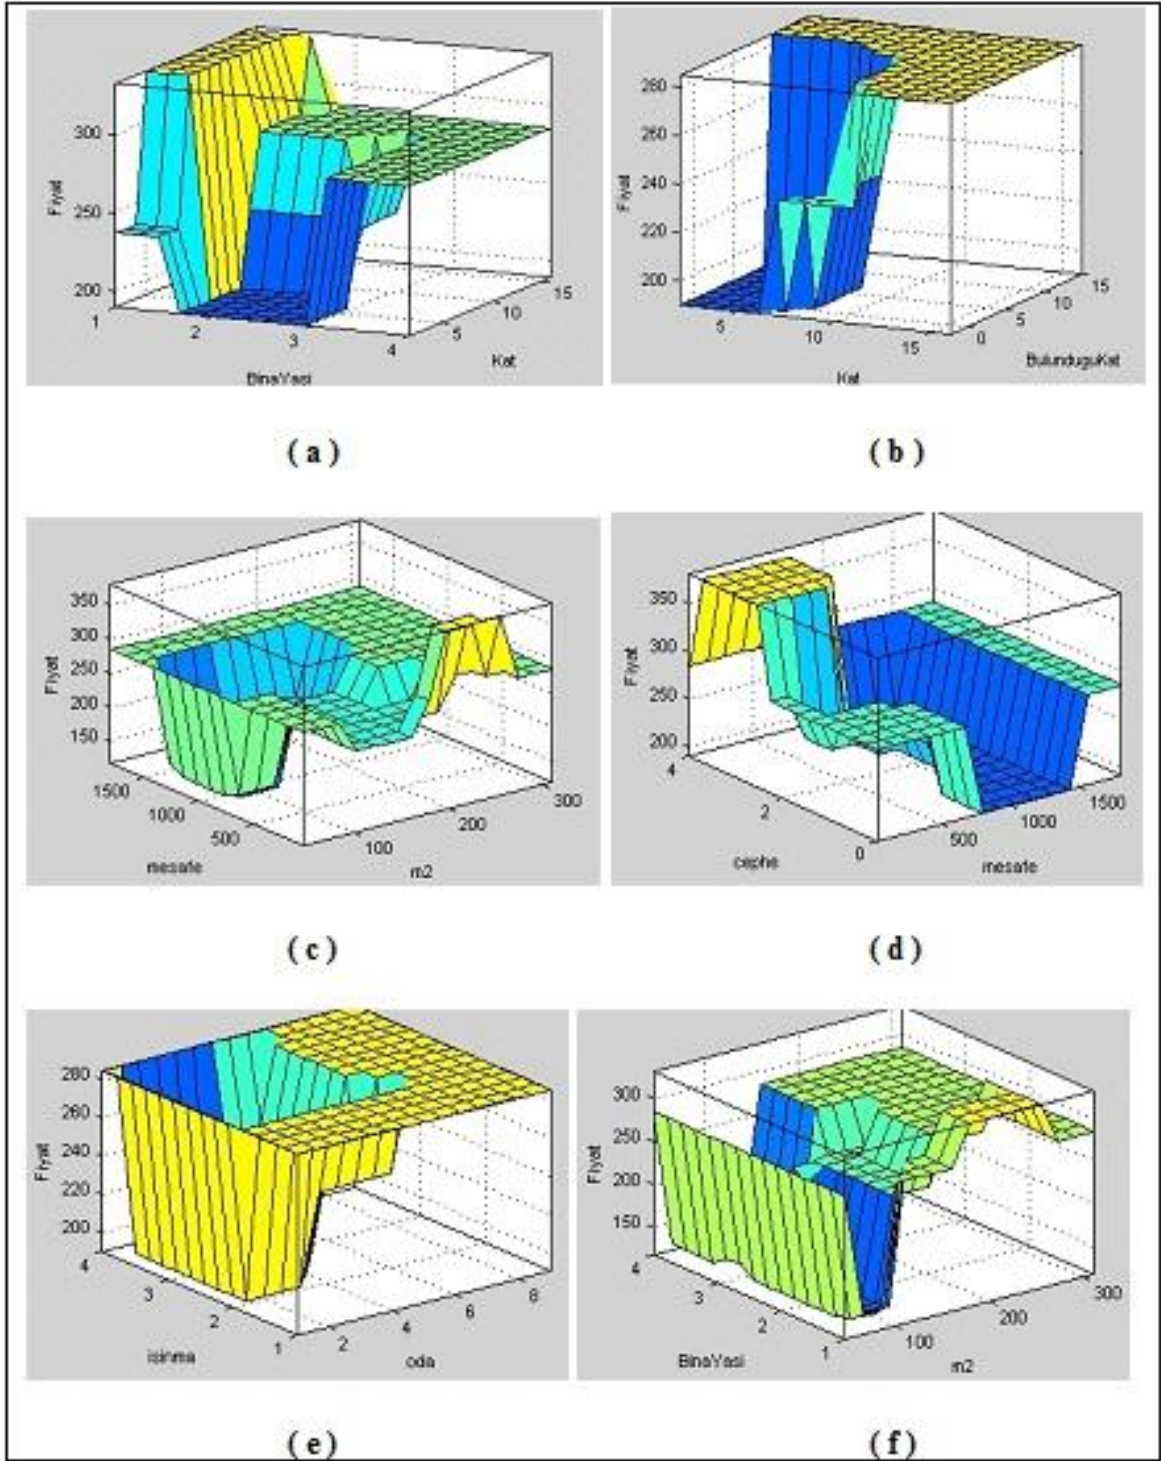 300
250
200
Fiyat
1
2
3
4
BinaYasi
5
10
15
Kat
( a )
260
260
240
220
200
Fiyat
5
10
15
Kat
0
5
10
15
BulunduguKat
( b )
350
300
250
200
150
Fiyat
1500
1000
500
mesafe
100
200
300
m2
( c )
350
300
250
200
Fiyat
4
2
0
cephe
500
1000
1500
mesafe
( d )
260
260
240
220
200
Fiyat
4
3
2
1
isinma
2
4
6
8
oda
( e )
300
250
200
150
Fiyat
4
3
2
1
BinaYasi
100
200
300
m2
( f )